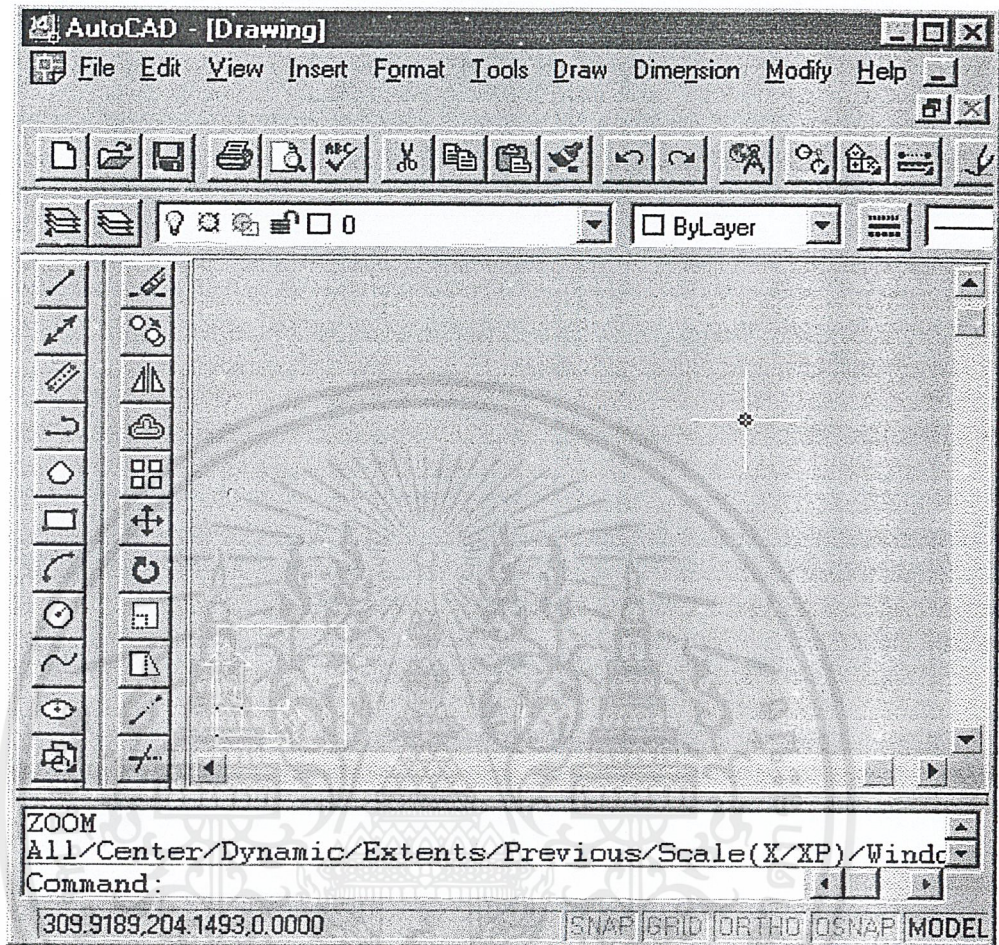 AutoCAD - [Drawing]
File Edit View Insert Format Tools Draw Dimension Modify Help
ABC
0 ByLayer
ZOOM
All/Center/Dynamic/Extents/Previous/Scale(X/XP)/Windo
Command:
309.9189,204.1493,0.0000 SNAP GRID ORTHO OSNAP MODEL